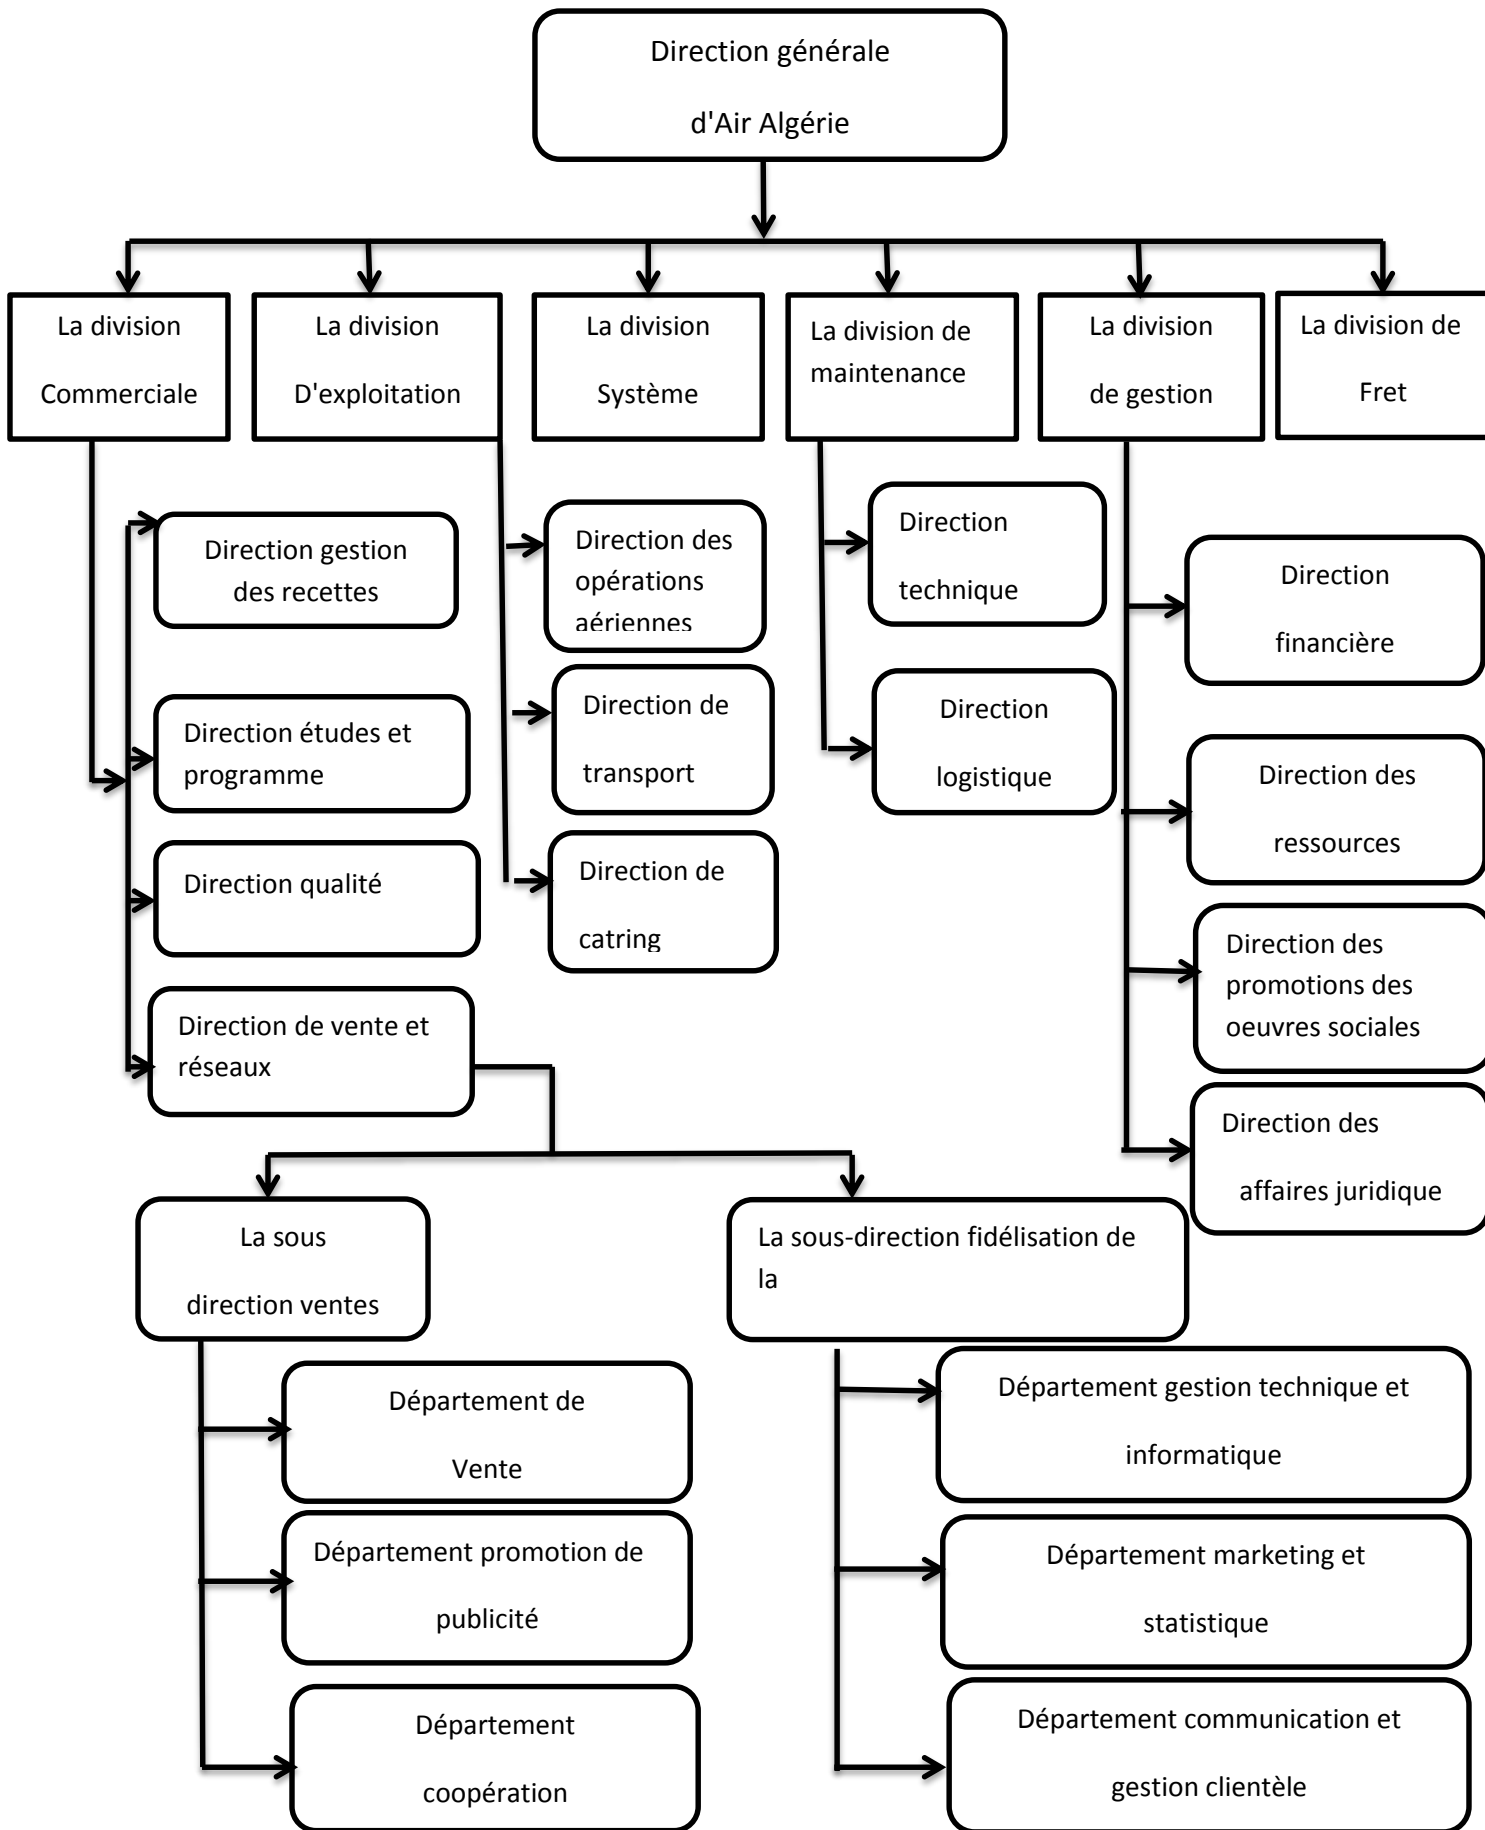 Direction générale
d'Air Algérie
La division
Commerciale
La division
D'exploitation
La division
Système
La division de
maintenance
La division
de gestion
La division de
Fret
Direction gestion
des recettes
Direction études et
programme
Direction qualité
Direction de vente et
réseaux
Direction des
opérations
aériennes
Direction de
transport
Direction de
catring
Direction
technique
Direction
logistique
Direction
financière
Direction des
ressources
Direction des
promotions des
oeuvres sociales
Direction des
affaires juridique
La sous
direction ventes
La sous-direction fidélisation de
la
Département de
Vente
Département promotion de
publicité
Département
coopération
Département gestion technique et
informatique
Département marketing et
statistique
Département communication et
gestion clientèle